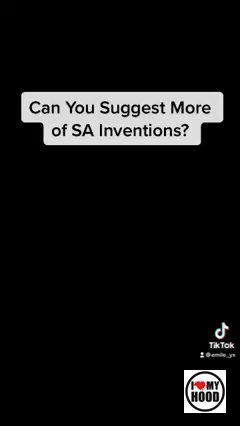 Can You Suggest More
of SA Inventions?
TikTok
@emile_yx
I MY
HOOD